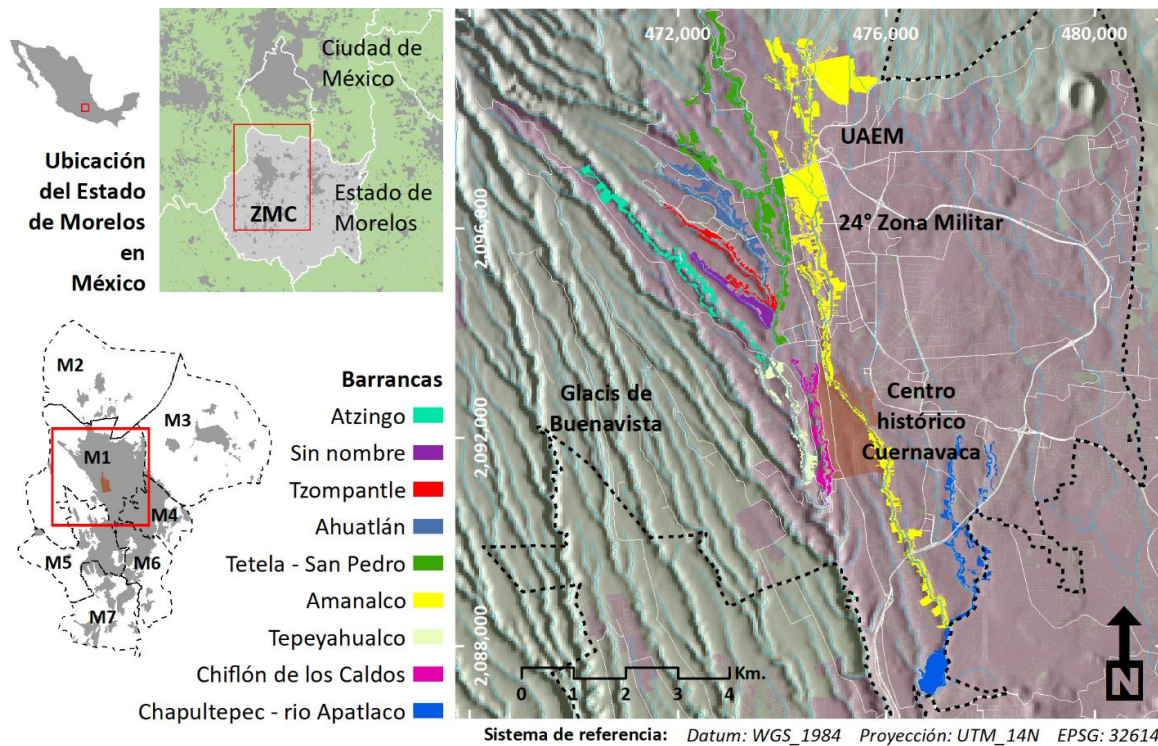 Ciudad de
México
Ubicación
del Estado
de Morelos
en
México
ZMC
Estado de
Morelos
M2
M3
M1
M4
M5
M6
M7
Barrancas
Atzingo
Sin nombre
Tzompantle
Ahuatlán
Tetela - San Pedro
Amanalco
Tepeyahualco
Chiflón de los Caldos
Chapultepec - rio Apatlaco
472,000
476,000
480,000
2,096,000
2,092,000
2,088,000
UAEM
24° Zona Militar
Glacis de
Buenavista
Centro
histórico
Cuernavaca
Km.
0 1 2 3 4
N
Sistema de referencia: Datum: WGS_1984 Proyección: UTM_14N EPSG: 32614